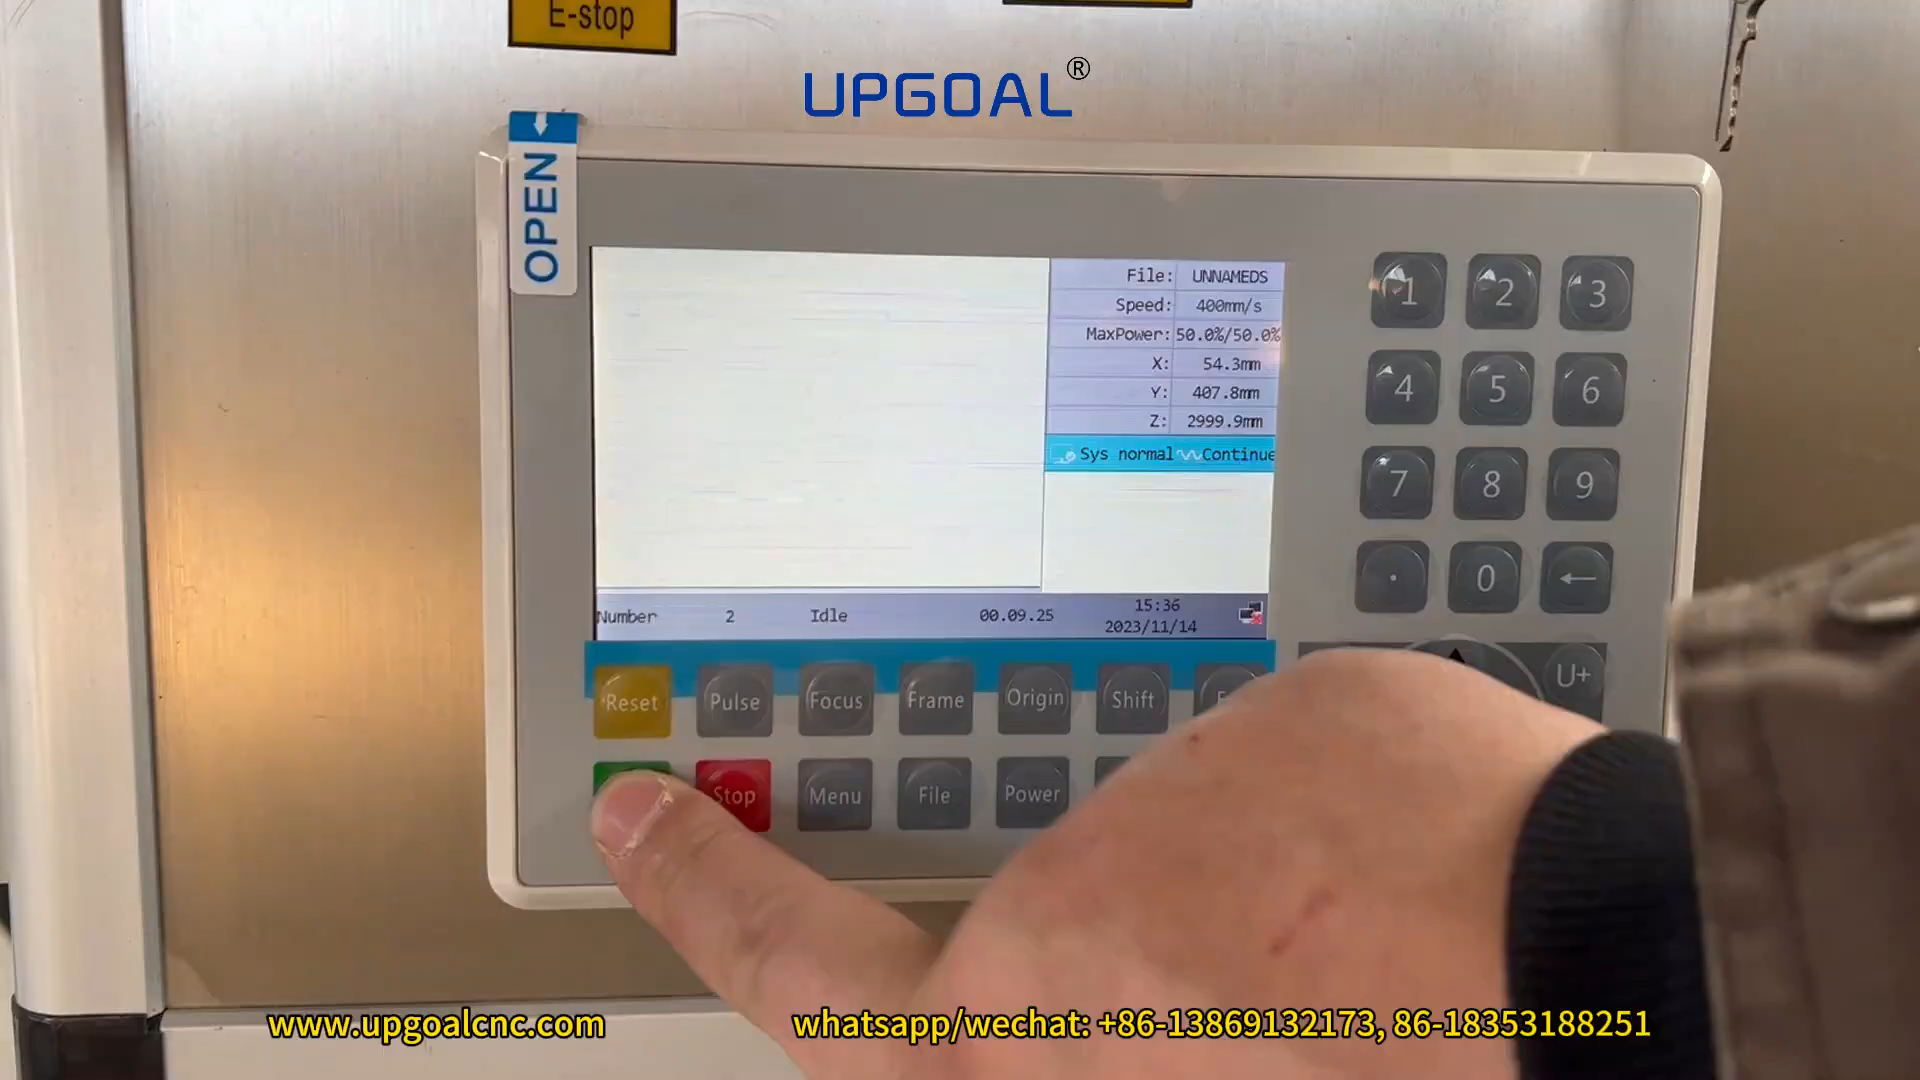 E-stop
UPGOAL®
OPEN
File: UNNAMEDS
Speed: 400mm/s
MaxPower: 50.0%/50.0%
X: 54.3mm
Y: 407.8mm
Z: 2999.9mm
Sys normal Continue
Number 2 Idle 00.09.25 15:36
2023/11/14
1 2 3
4 5 6
7 8 9
. 0 ←
Reset Pulse Focus Frame Origin Shift
U+
Stop Menu File Power
www.upgoalcnc.com
whatsapp/wechat: +86-13869132173, 86-18353188251